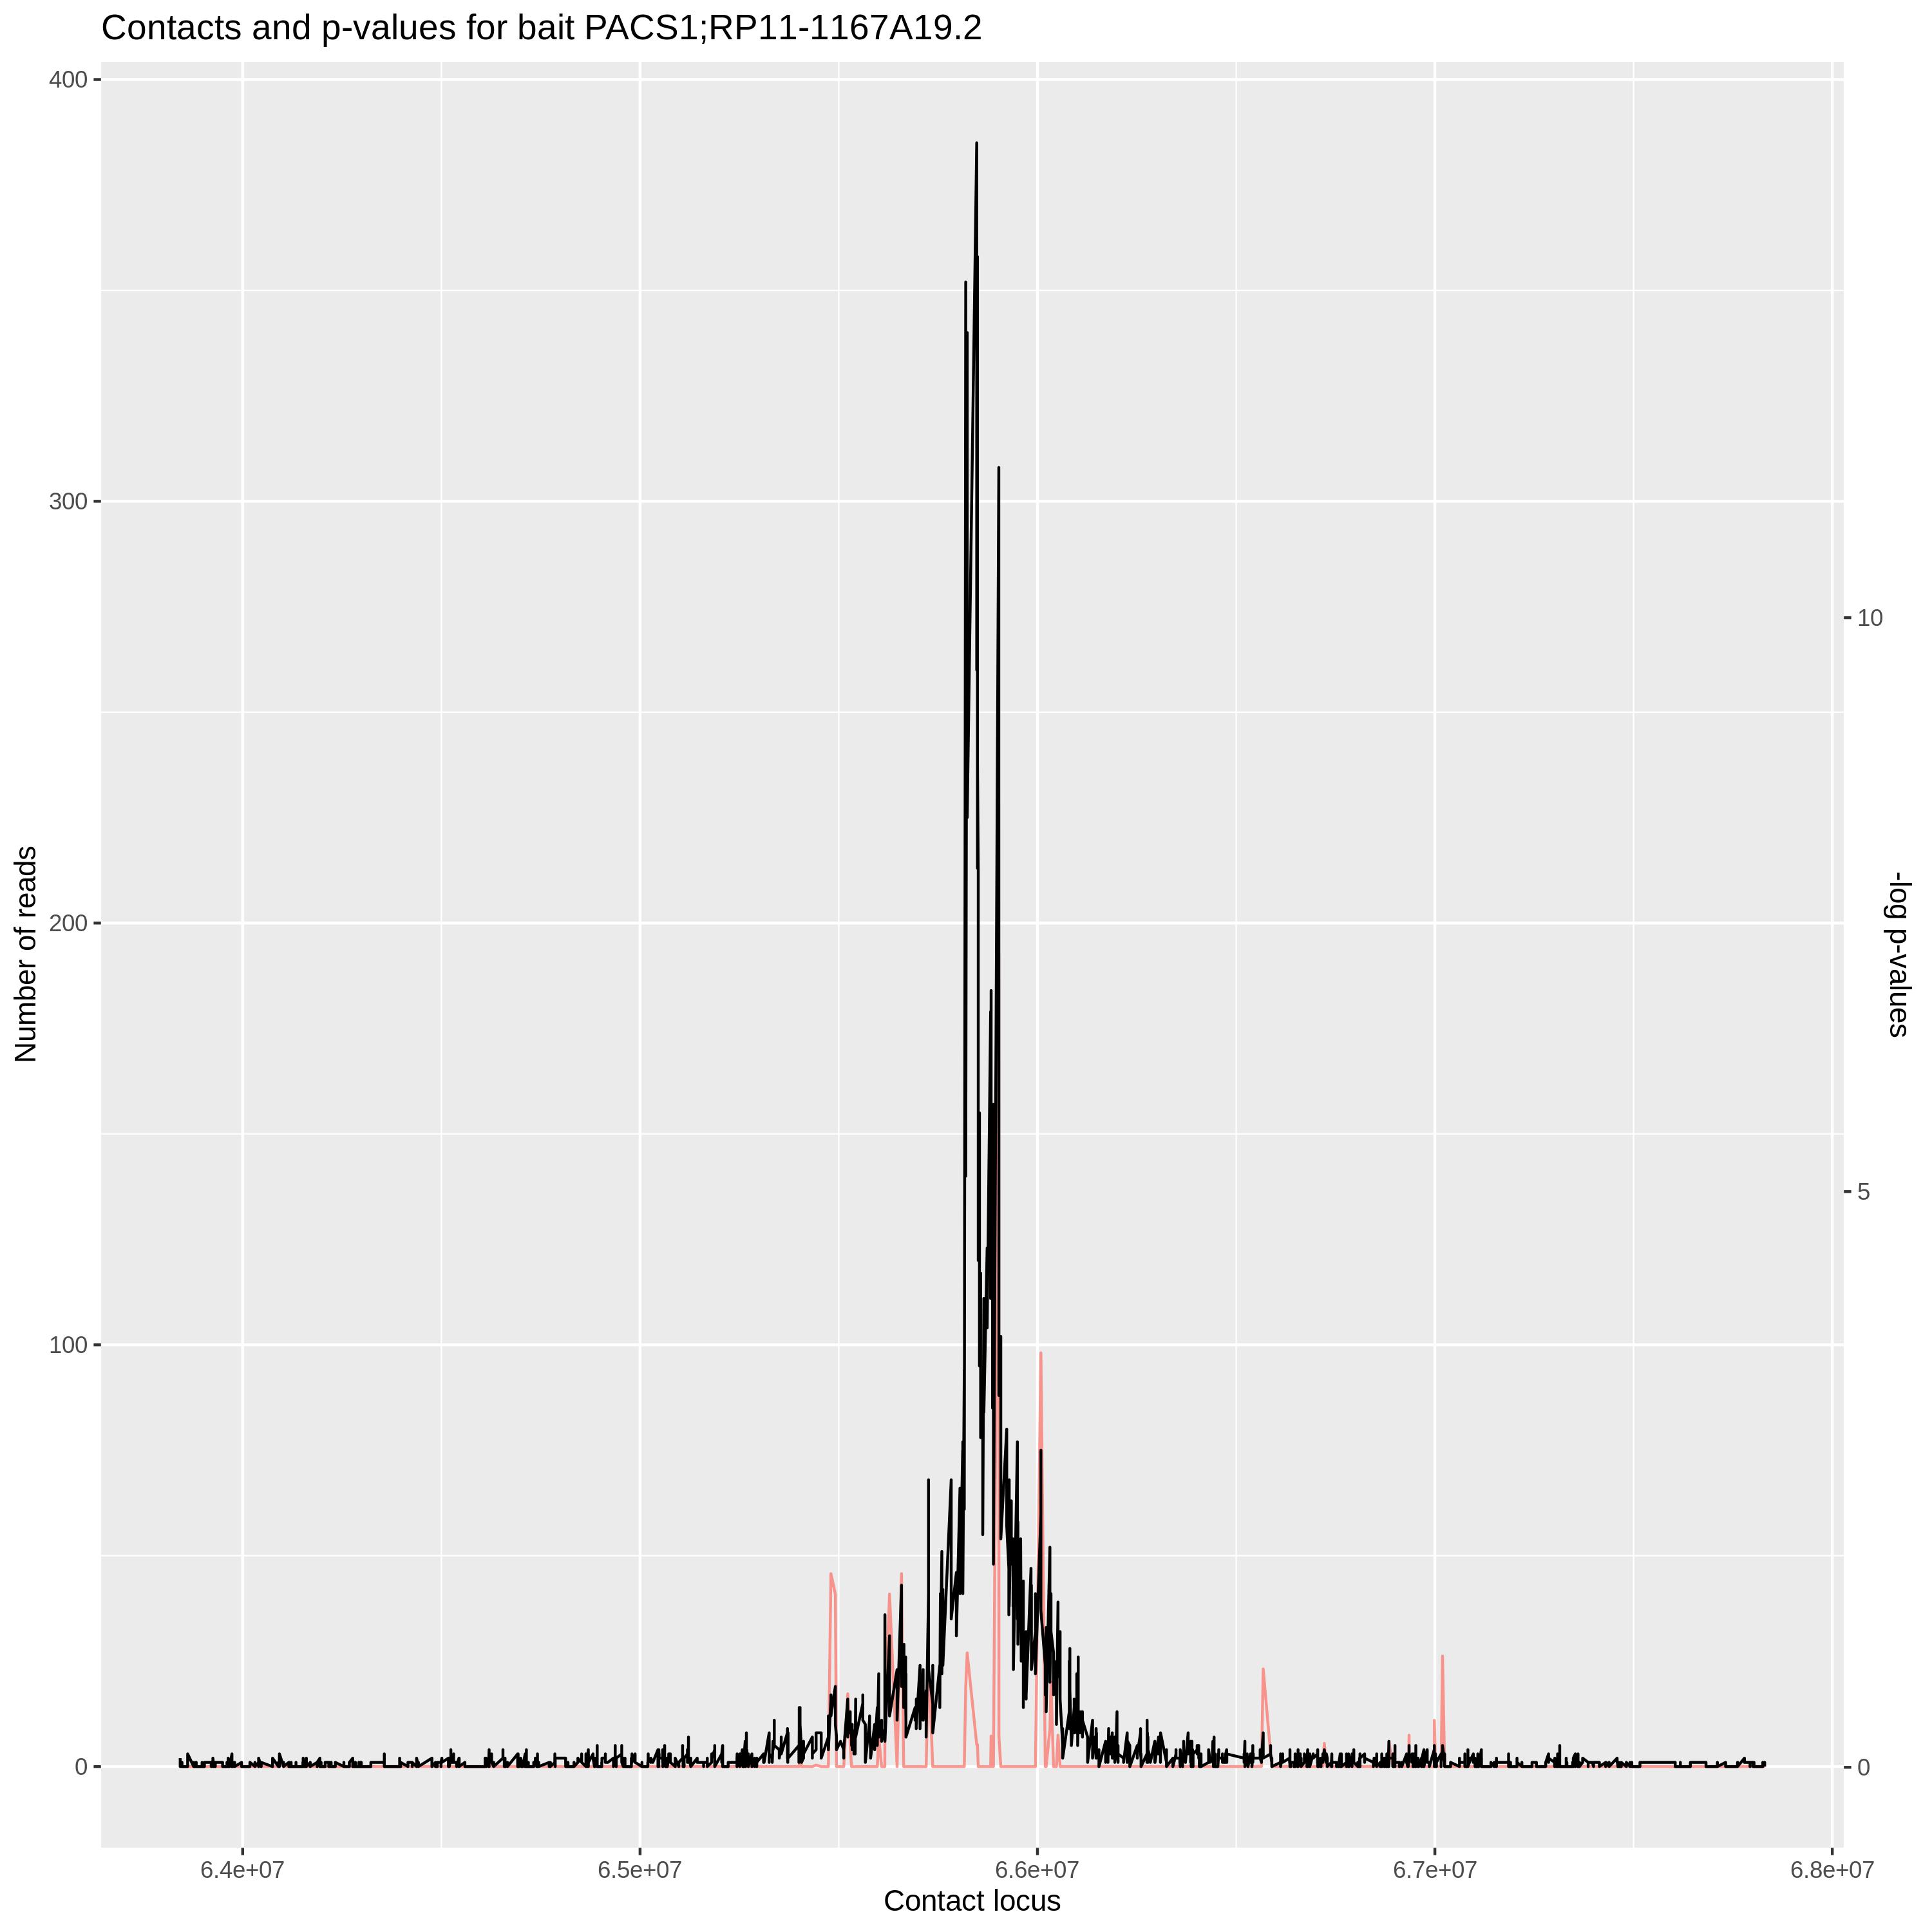 Contacts and p-values for bait PACS1;RP11-1167A19.2
400
300
200
100
0
Number of reads
10
5
0
-log p-values
6.4e+07 6.5e+07 6.6e+07 6.7e+07 6.8e+07
Contact locus